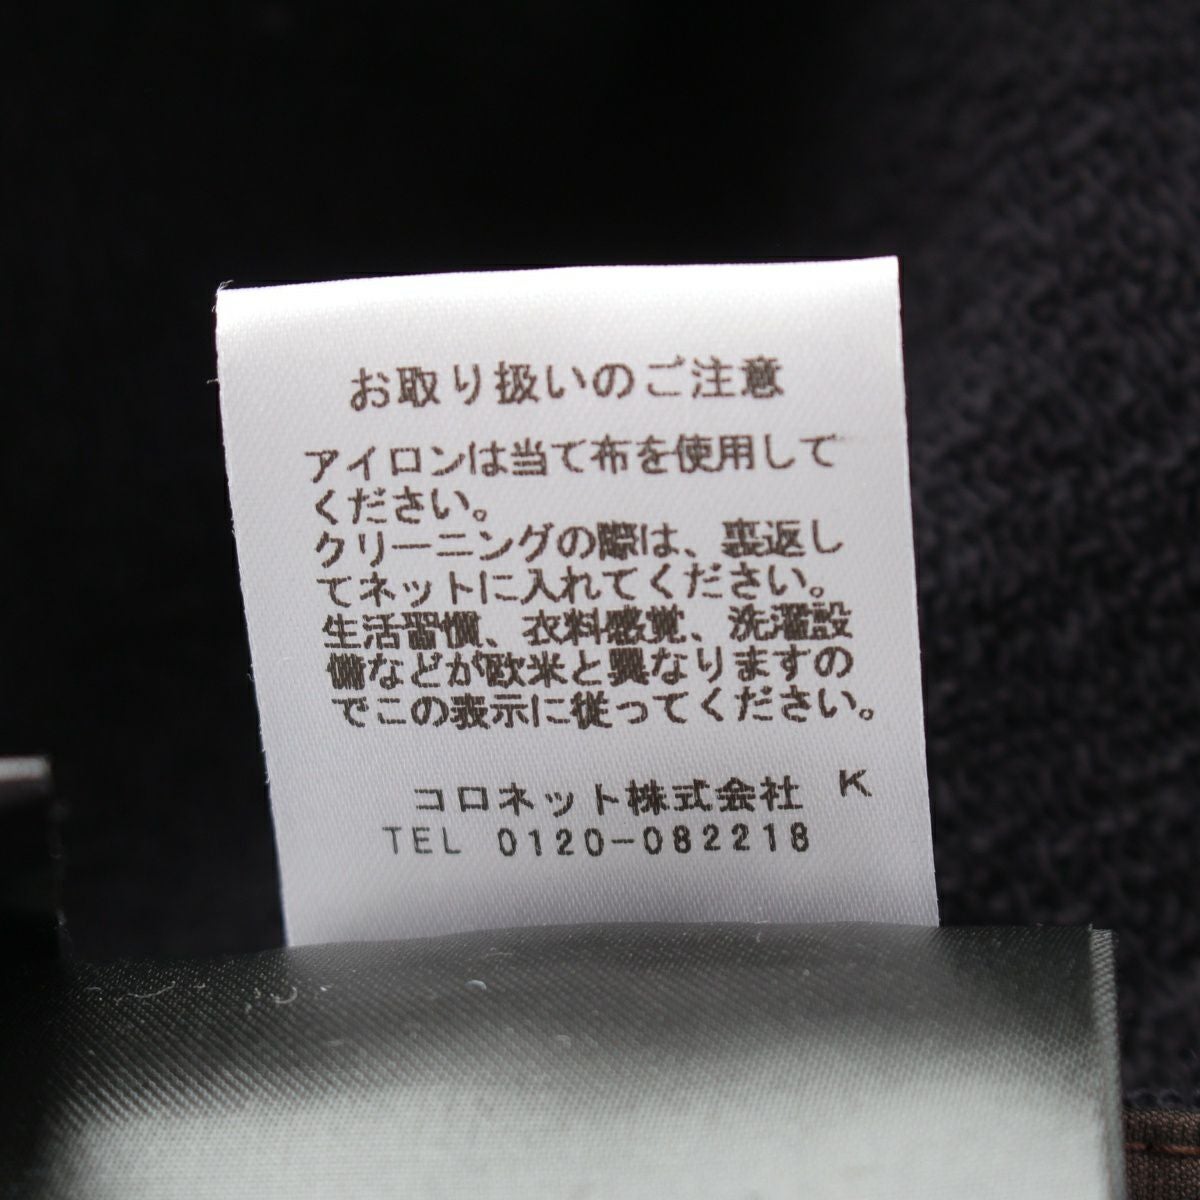 お取り扱いのご注意
アイロンは当て布を使用して
ください。
クリーニングの際は、裏返し
てネットに入れてください。
生活習慣、衣料感覚、洗濯設
備などが欧米と異なりますの
でこの表示に従ってください。
コロネット株式会社 K
TEL 0120-082218